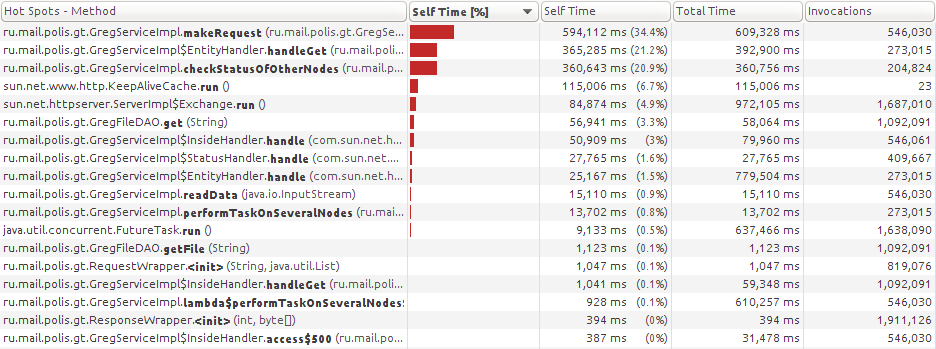 Hot Spots - Method Self Time [%] Self Time Total Time Invocations
ru.mail.polis.gt.GregServiceImpl.makeRequest (ru.mail.polis.gt.GregSe... 594,112 ms (34.4%) 609,328 ms 546,030
ru.mail.polis.gt.GregServiceImpl$EntityHandler.handleGet (ru.mail.poli... 365,285 ms (21.2%) 392,900 ms 273,015
ru.mail.polis.gt.GregServiceImpl.checkStatusOfOtherNodes (ru.mail.p... 360,643 ms (20.9%) 360,756 ms 204,824
sun.net.www.http.KeepAliveCache.run () 115,006 ms (6.7%) 115,006 ms 23
sun.net.httpserver.ServerImpl$Exchange.run () 84,874 ms (4.9%) 972,105 ms 1,687,010
ru.mail.polis.gt.GregFileDAO.get (String) 56,941 ms (3.3%) 58,064 ms 1,092,091
ru.mail.polis.gt.GregServiceImpl$InsideHandler.handle (com.sun.net.h... 50,909 ms (3%) 79,960 ms 546,061
ru.mail.polis.gt.GregServiceImpl$StatusHandler.handle (com.sun.net.h... 27,765 ms (1.6%) 27,765 ms 409,667
ru.mail.polis.gt.GregServiceImpl$EntityHandler.handle (com.sun.net.h... 25,167 ms (1.5%) 779,504 ms 273,015
ru.mail.polis.gt.GregServiceImpl.readData (java.io.InputStream) 15,110 ms (0.9%) 15,110 ms 546,030
ru.mail.polis.gt.GregServiceImpl.performTaskOnSeveralNodes (ru.mai... 13,702 ms (0.8%) 13,702 ms 273,015
java.util.concurrent.FutureTask.run () 9,133 ms (0.5%) 637,466 ms 1,638,090
ru.mail.polis.gt.GregFileDAO.getFile (String) 1,123 ms (0.1%) 1,123 ms 1,092,091
ru.mail.polis.gt.RequestWrapper.<init> (String, java.util.List) 1,047 ms (0.1%) 1,047 ms 819,076
ru.mail.polis.gt.GregServiceImpl$InsideHandler.handleGet (ru.mail.poli... 1,041 ms (0.1%) 59,348 ms 546,030
ru.mail.polis.gt.GregServiceImpl.lambda$performTaskOnSeveralNodes$ 928 ms (0.1%) 610,257 ms 546,030
ru.mail.polis.gt.ResponseWrapper.<init> (int, byte[]) 394 ms (0%) 394 ms 1,911,126
ru.mail.polis.gt.GregServiceImpl$InsideHandler.access$500 (ru.mail.po... 387 ms (0%) 31,478 ms 546,030